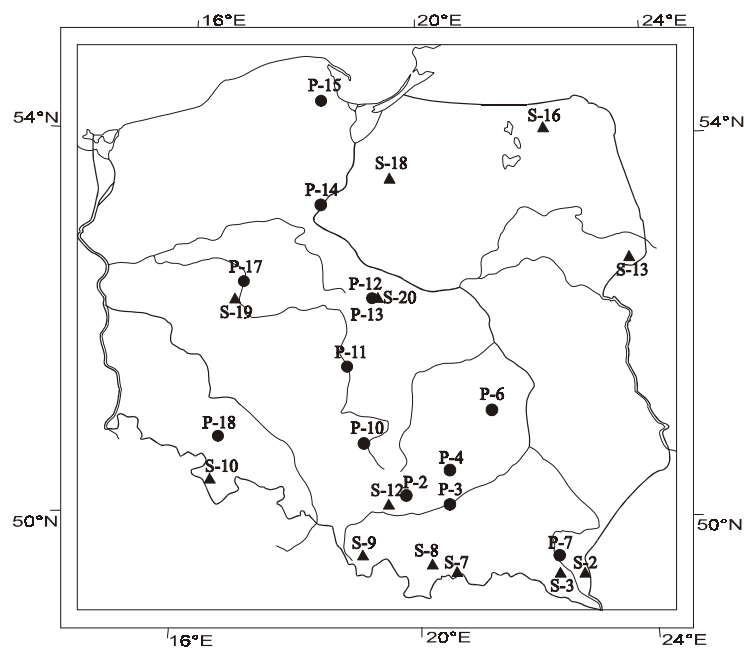 16°E 20°E 24°E
P-15
54°N 54°N
S-16
S-18
P-14
S-13
P-17
P-12
S-20
S-19
P-13
P-11
P-6
P-18
P-10
P-4
S-10
P-2
S-12
P-3
50°N 50°N
S-9
S-8
S-7
P-7
S-2
S-3
16°E 20°E 24°E